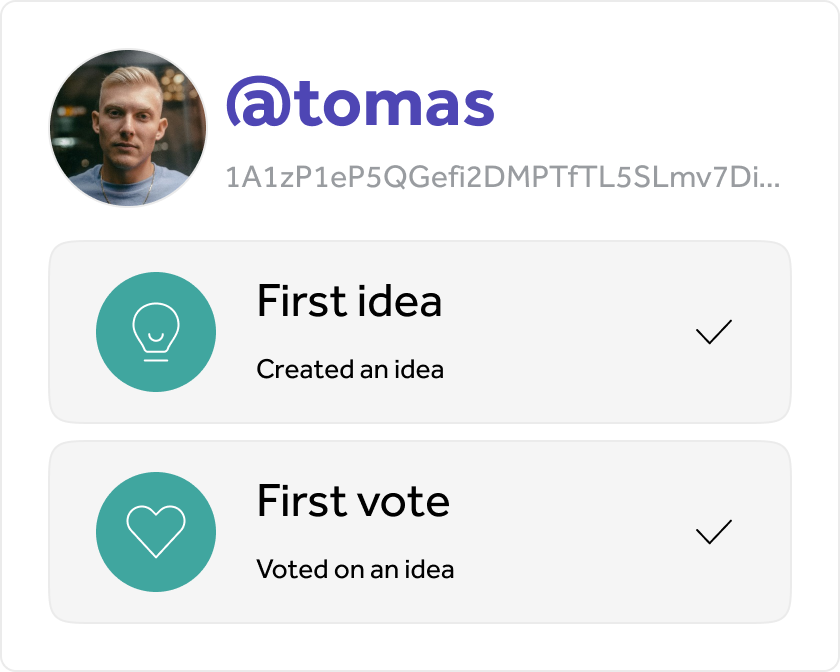 @tomas
1A1zP1eP5QGefi2DMPTfTL5SLmv7Di...
First idea
Created an idea
First vote
Voted on an idea